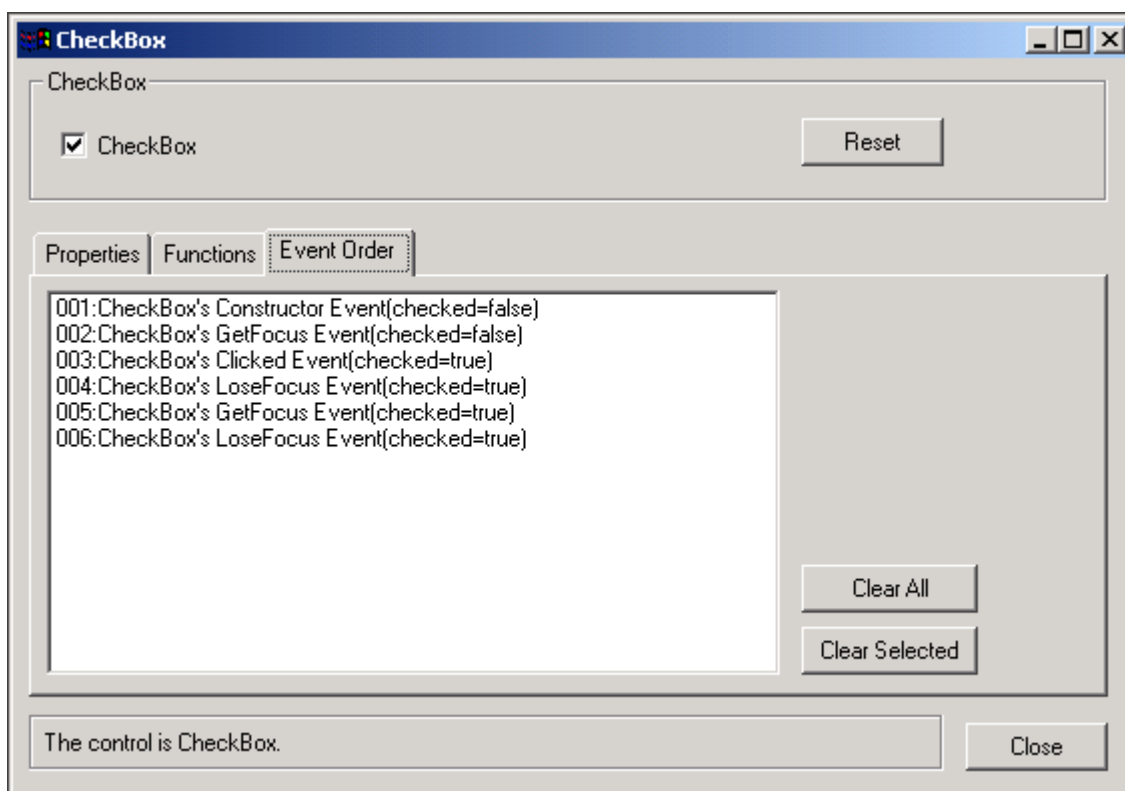 CheckBox
CheckBox
CheckBox
Reset
Properties
Functions
Event Order
001:CheckBox's Constructor Event(checked=false)
002:CheckBox's GetFocus Event(checked=false)
003:CheckBox's Clicked Event(checked=true)
004:CheckBox's LoseFocus Event(checked=true)
005:CheckBox's GetFocus Event(checked=true)
006:CheckBox's LoseFocus Event(checked=true)
Clear All
Clear Selected
The control is CheckBox.
Close